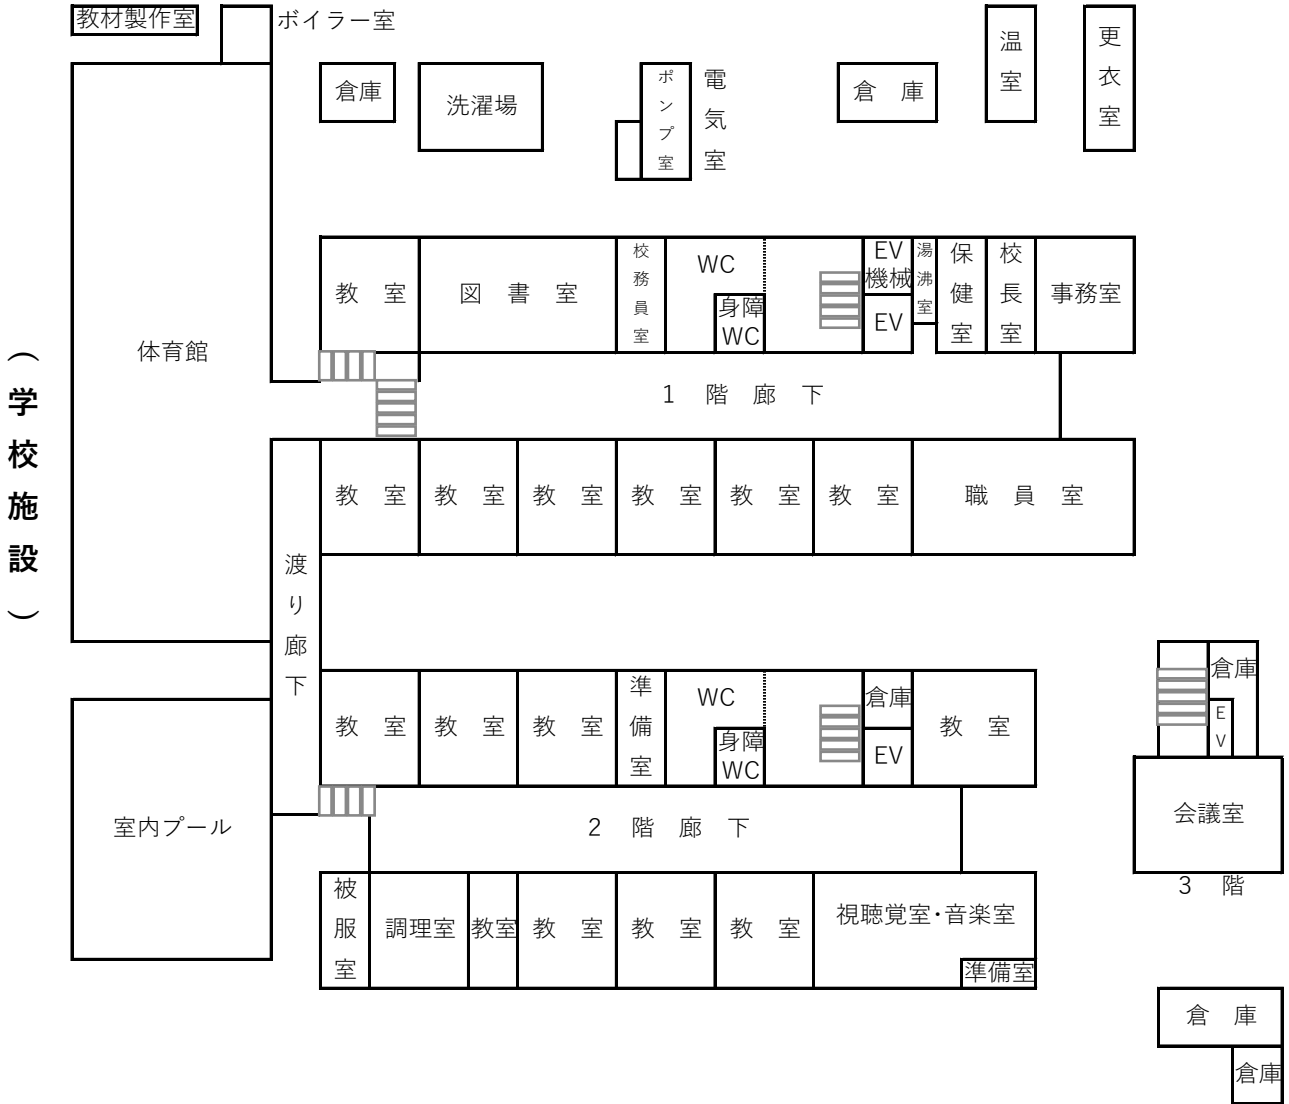 教材製作室
ボイラー室
温室
更衣室
倉庫
洗濯場
ポンプ室
電気室
倉　庫
教　室
図　書　室
校務員室
WC
身障
WC
EV
機械
EV
湯沸室
保健室
校長室
事務室
体育館
1　階　廊　下
（学校施設）
教　室
教　室
教　室
教　室
教　室
教　室
職　員　室
渡り廊下
教　室
教　室
教　室
準備室
WC
身障
WC
倉庫
EV
教　室
倉庫
EV
会議室
3　階
室内プール
2　階　廊　下
被服室
調理室
教室
教　室
教　室
教　室
視聴覚室・音楽室
準備室
倉　庫
倉庫